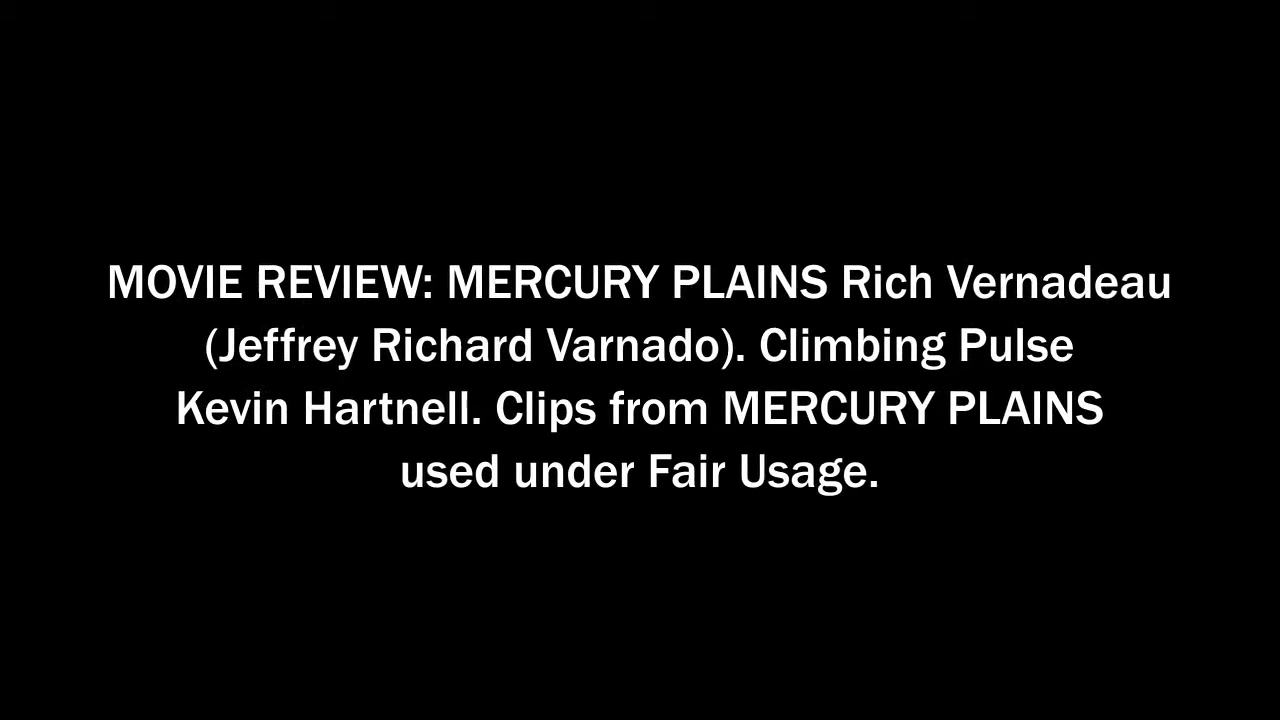 MOVIE REVIEW: MERCURY PLAINS Rich Vernadeau
(Jeffrey Richard Varnado). Climbing Pulse
Kevin Hartnell. Clips from MERCURY PLAINS
used under Fair Usage.